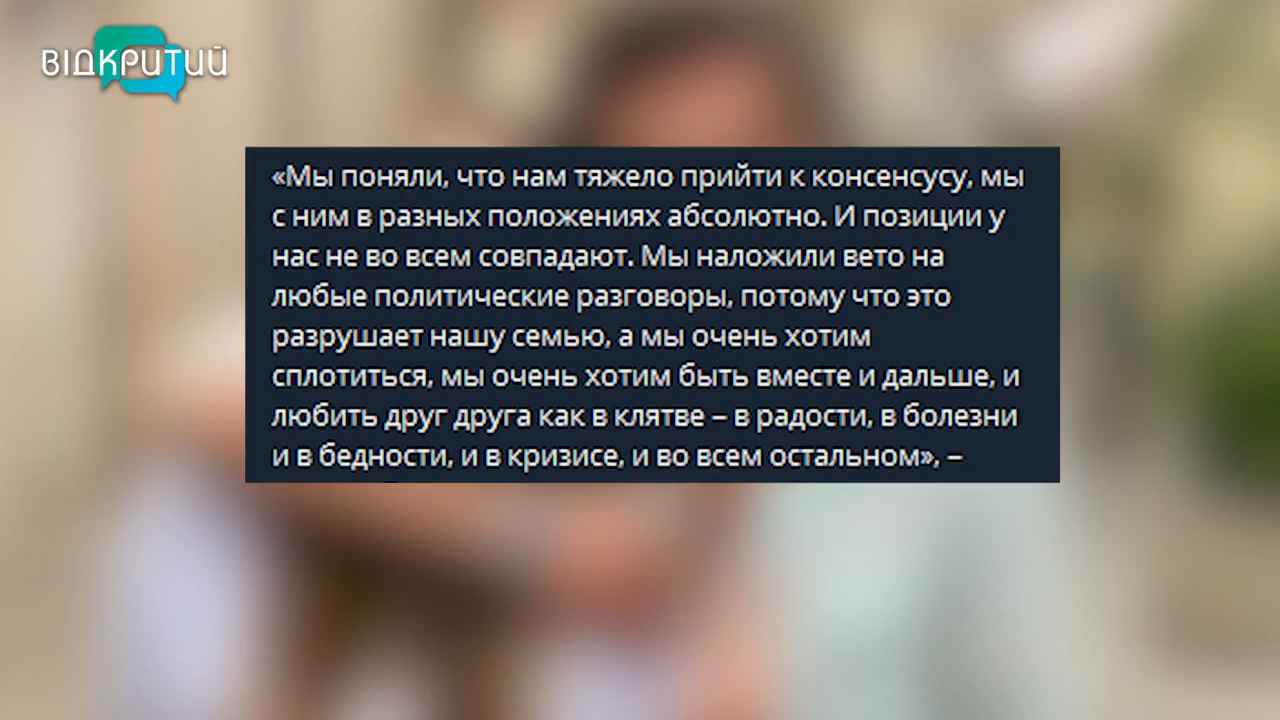 ВІДКРИТИЙ
«Мы поняли, что нам тяжело прийти к консенсусу, мы
с ним в разных положениях абсолютно. И позиции у
нас не во всем совпадают. Мы наложили вето на
любые политические разговоры, потому что это
разрушает нашу семью, а мы очень хотим
сплотиться, мы очень хотим быть вместе и дальше, и
любить друг друга как в клятве – в радости, в болезни
и в бедности, и в кризисе, и во всем остальном», –